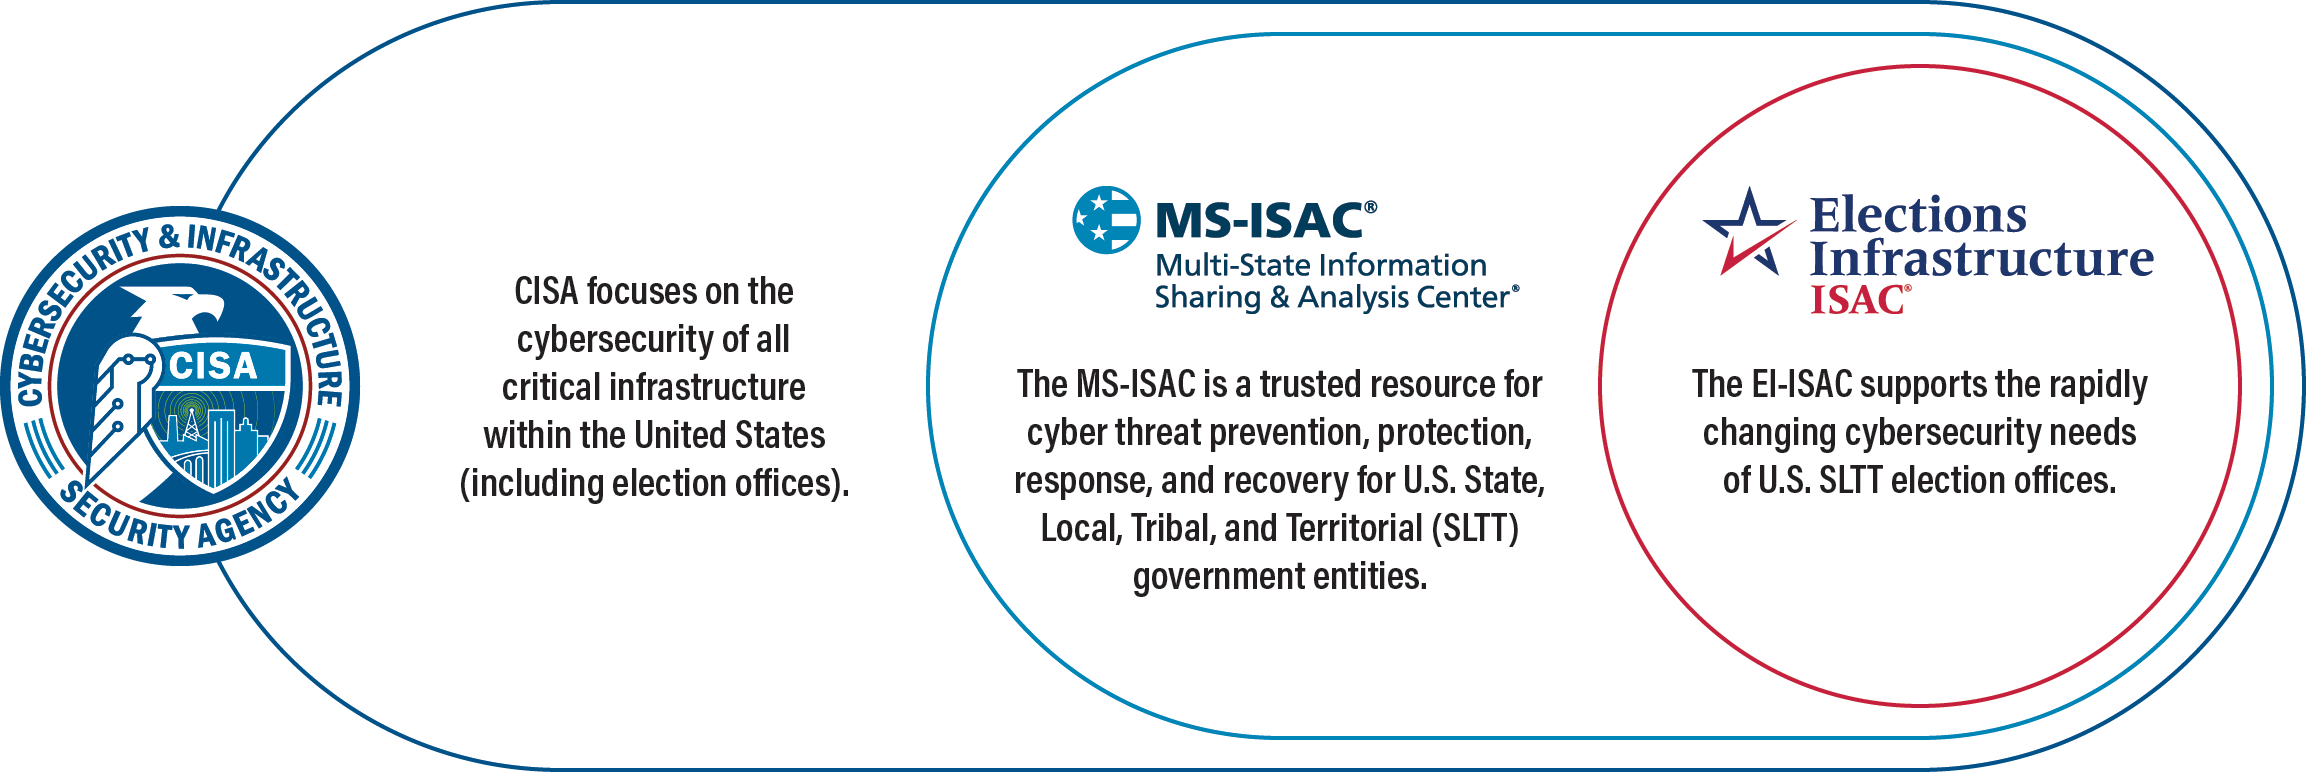 CYBERSECURITY & INFRASTRUCTURE
SECURITY AGENCY
CISA
CISA focuses on the
cybersecurity of all
critical infrastructure
within the United States
(including election offices).
MS-ISAC®
Multi-State Information
Sharing & Analysis Center®
The MS-ISAC is a trusted resource for
cyber threat prevention, protection,
response, and recovery for U.S. State,
Local, Tribal, and Territorial (SLTT)
government entities.
Elections
Infrastructure
ISAC®
The EI-ISAC supports the rapidly
changing cybersecurity needs
of U.S. SLTT election offices.